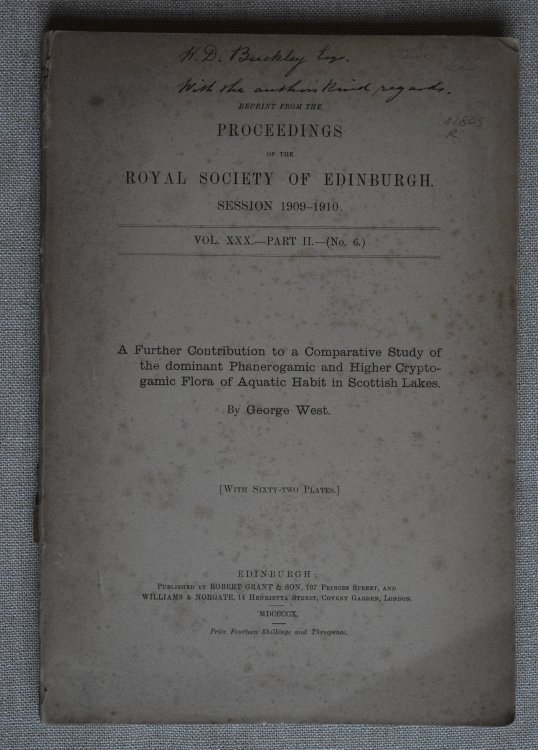 W. D. Buckley Esq.
With the author's kind regards.
REPRINT FROM THE
PROCEEDINGS
OF THE
ROYAL SOCIETY OF EDINBURGH.
SESSION 1909–1910.
VOL. XXX.—PART II.—(No. 6.)
A Further Contribution to a Comparative Study of
the dominant Phanerogamic and Higher Crypto-
gamic Flora of Aquatic Habit in Scottish Lakes.
By George West.
[With Sixty-two Plates.]
EDINBURGH:
Published by ROBERT GRANT & SON, 107 Princes Street, and
WILLIAMS & NORGATE, 14 Henrietta Street, Covent Garden, London.
MDCCCCX.
Price Fourteen Shillings and Threepence.